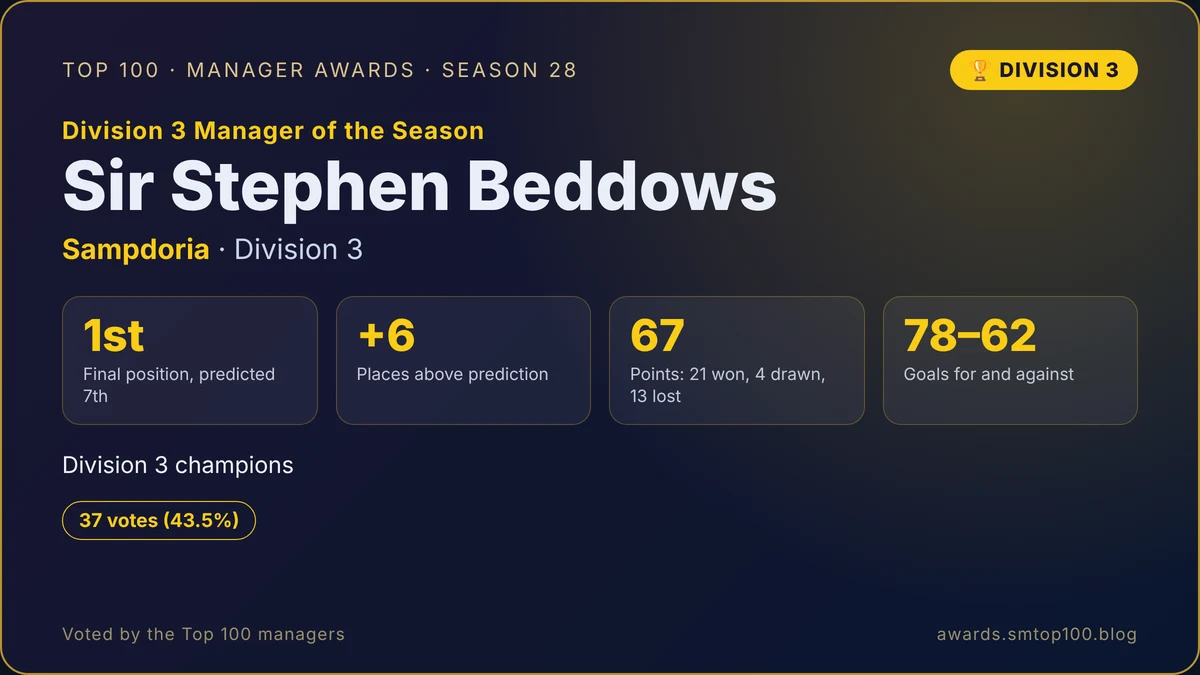 TOP 100 · MANAGER AWARDS · SEASON 28
🏆 DIVISION 3
Division 3 Manager of the Season
Sir Stephen Beddows
Sampdoria · Division 3
1st
Final position, predicted
7th
+6
Places above prediction
67
Points: 21 won, 4 drawn,
13 lost
78–62
Goals for and against
Division 3 champions
37 votes (43.5%)
Voted by the Top 100 managers
awards.smtop100.blog